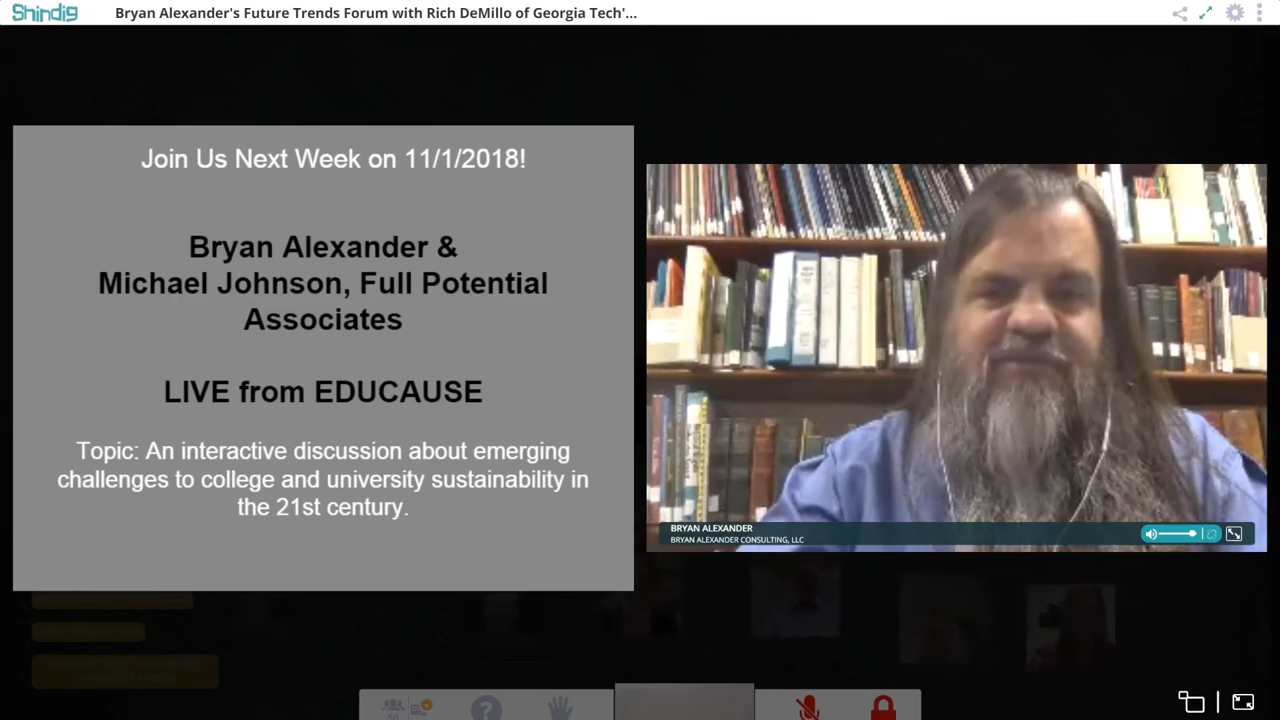 Shindig
Bryan Alexander's Future Trends Forum with Rich DeMillo of Georgia Tech'...
Join Us Next Week on 11/1/2018!
Bryan Alexander &
Michael Johnson, Full Potential
Associates
LIVE from EDUCAUSE
Topic: An interactive discussion about emerging
challenges to college and university sustainability in
the 21st century.
BRYAN ALEXANDER
BRYAN ALEXANDER CONSULTING, LLC